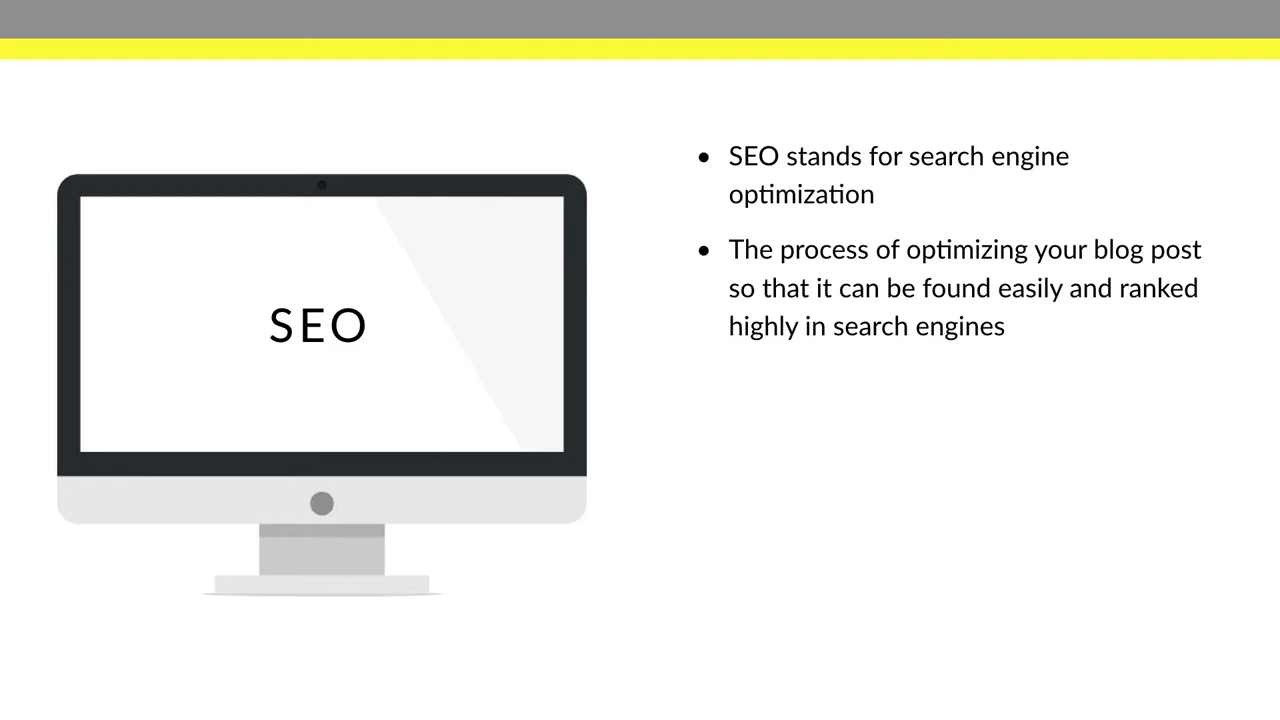 SEO
• SEO stands for search engine
optimization
• The process of optimizing your blog post
so that it can be found easily and ranked
highly in search engines